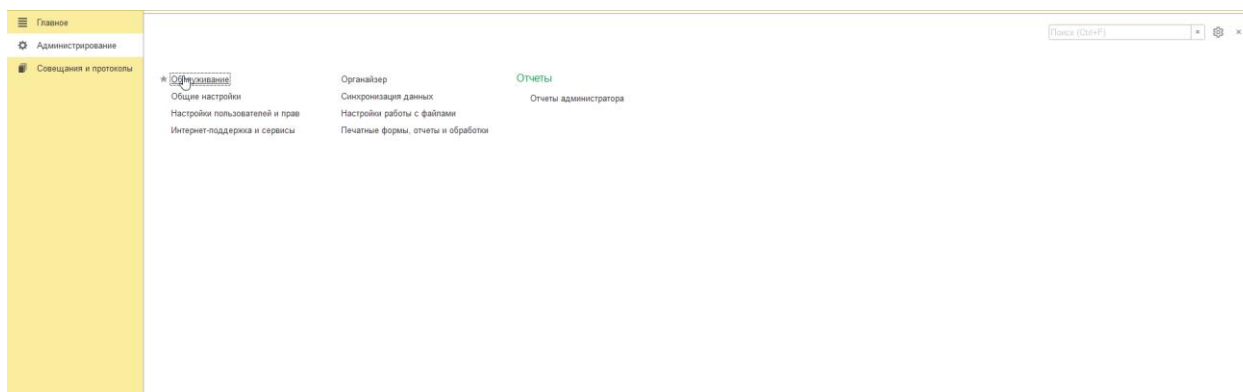 Главное
Администрирование
Совещания и протоколы
Поиск (Ctrl+F)
Обслуживание
Общие настройки
Настройки пользователей и прав
Интернет-поддержка и сервисы
Органайзер
Синхронизация данных
Настройки работы с файлами
Печатные формы, отчеты и обработки
Отчеты
Отчеты администратора